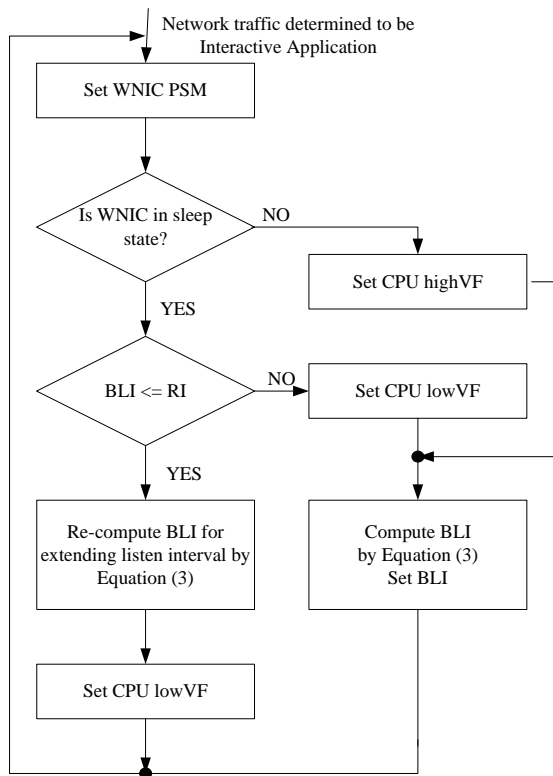 Network traffic determined to be
Interactive Application
Set WNIC PSM
Is WNIC in sleep
state?
NO
Set CPU highVF
YES
BLI <= RI
NO
Set CPU lowVF
YES
Re-compute BLI for
extending listen interval by
Equation (3)
Compute BLI
by Equation (3)
Set BLI
Set CPU lowVF